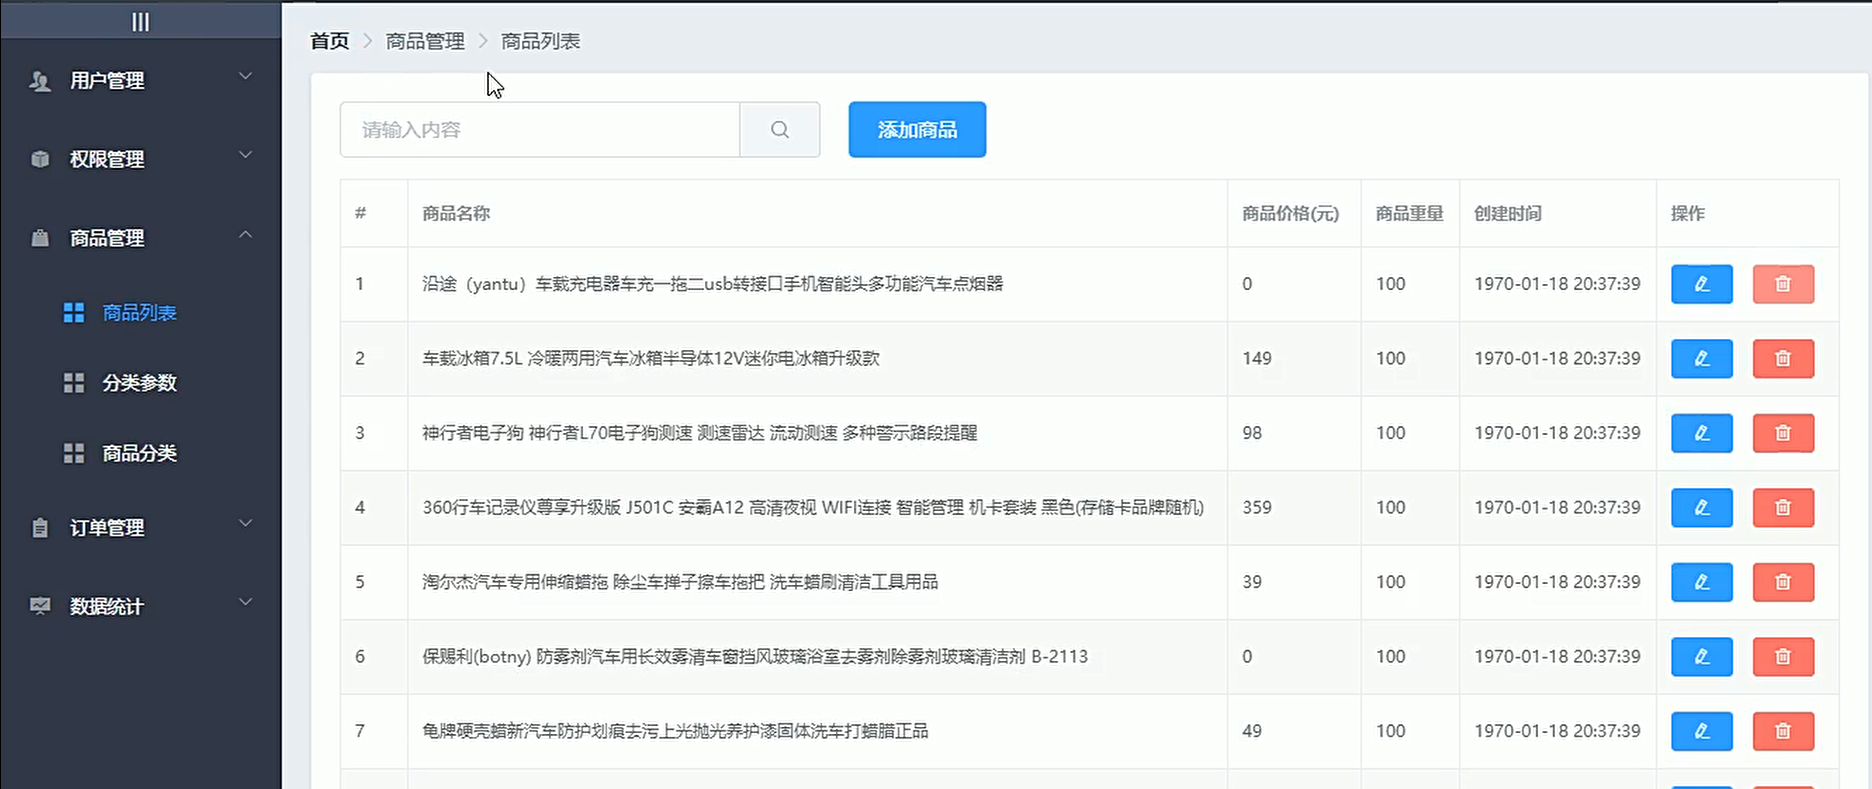 |||
用户管理
权限管理
商品管理
商品列表
分类参数
商品分类
订单管理
数据统计
首页 > 商品管理 > 商品列表
请输入内容 添加商品
# 商品名称 商品价格(元) 商品重量 创建时间 操作
1 沿途（yantu）车载充电器车充一拖二usb转接口手机智能头多功能汽车点烟器 0 100 1970-01-18 20:37:39
2 车载冰箱7.5L 冷暖两用汽车冰箱半导体12V迷你电冰箱升级款 149 100 1970-01-18 20:37:39
3 神行者电子狗 神行者L70电子狗测速 测速雷达 流动测速 多种警示路段提醒 98 100 1970-01-18 20:37:39
4 360行车记录仪尊享升级版 J501C 安霸A12 高清夜视 WIFI连接 智能管理 机卡套装 黑色(存储卡品牌随机) 359 100 1970-01-18 20:37:39
5 淘尔杰汽车专用伸缩蜡拖 除尘车掸子擦车拖把 洗车蜡刷清洁工具用品 39 100 1970-01-18 20:37:39
6 保赐利(botny) 防雾剂汽车用长效雾清车窗挡风玻璃浴室去雾剂除雾剂玻璃清洁剂 B-2113 0 100 1970-01-18 20:37:39
7 龟牌硬壳蜡新汽车防护划痕去污上光抛光养护漆固体洗车打蜡腊正品 49 100 1970-01-18 20:37:39